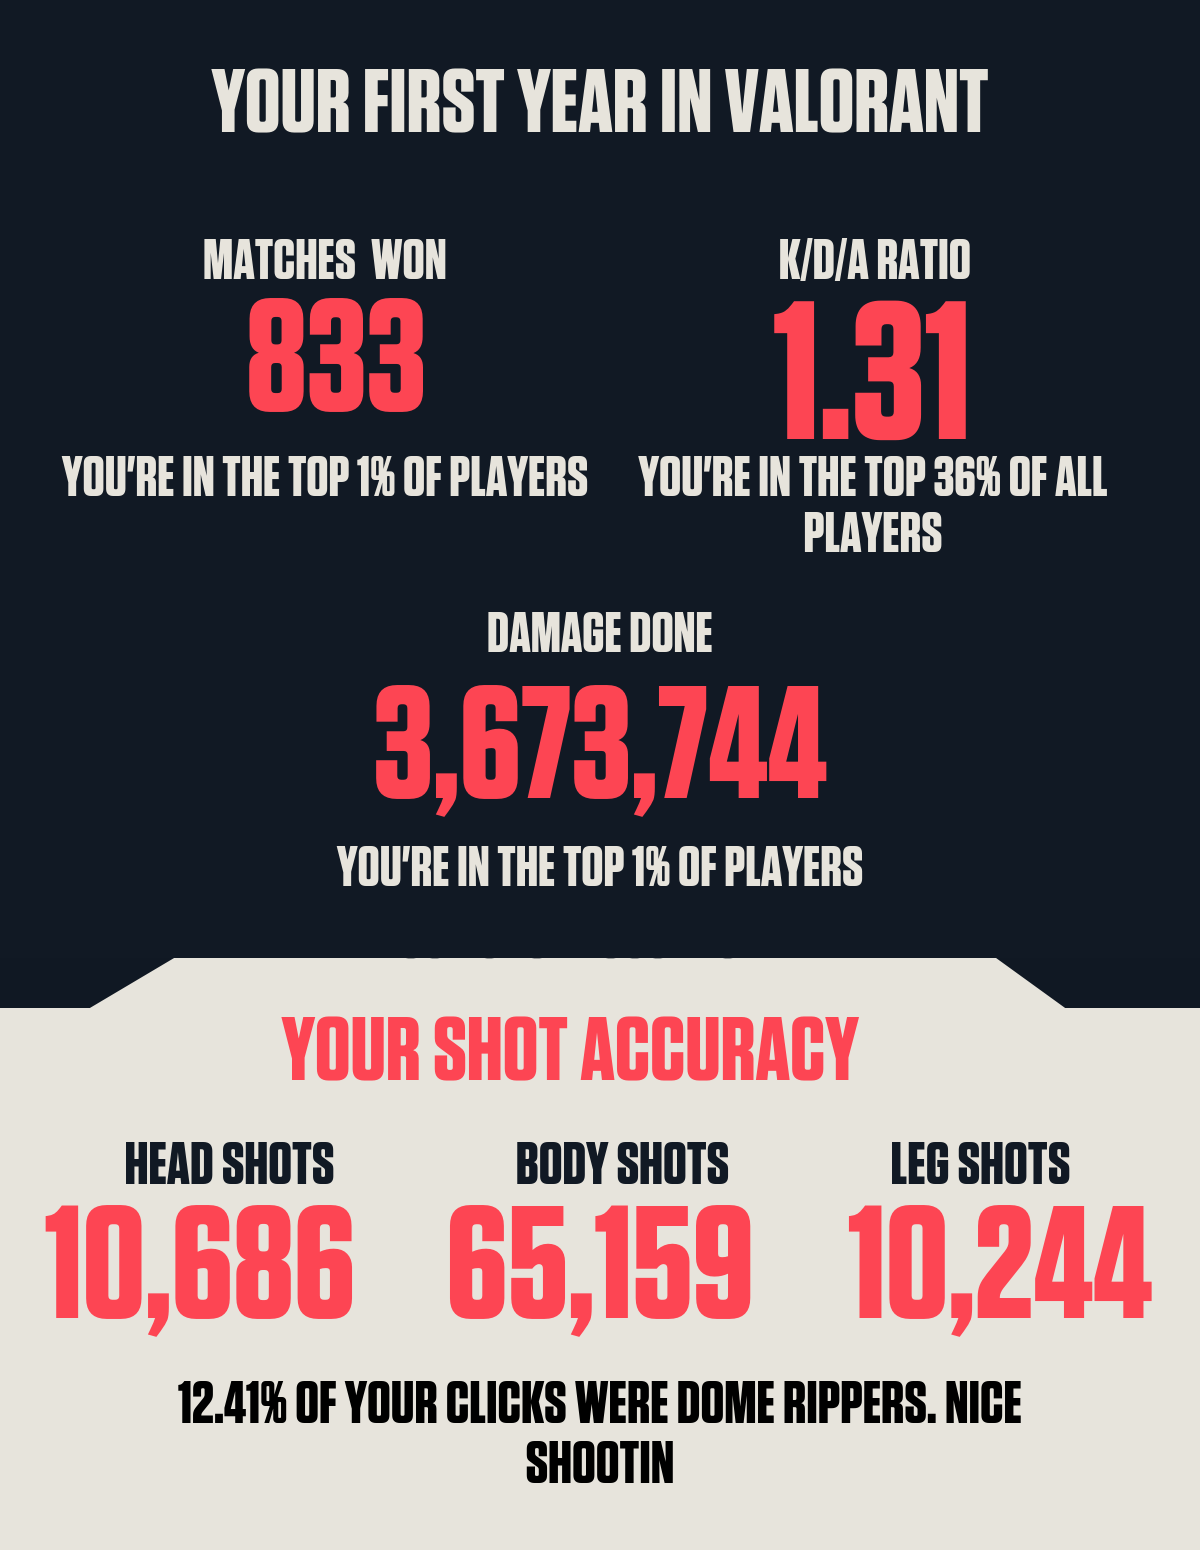 YOUR FIRST YEAR IN VALORANT
MATCHES WON
833
YOU'RE IN THE TOP 1% OF PLAYERS
K/D/A RATIO
1.31
YOU'RE IN THE TOP 36% OF ALL
PLAYERS
DAMAGE DONE
3,673,744
YOU'RE IN THE TOP 1% OF PLAYERS
YOUR SHOT ACCURACY
HEAD SHOTS
10,686
BODY SHOTS
65,159
LEG SHOTS
10,244
12.41% OF YOUR CLICKS WERE DOME RIPPERS. NICE
SHOOTIN